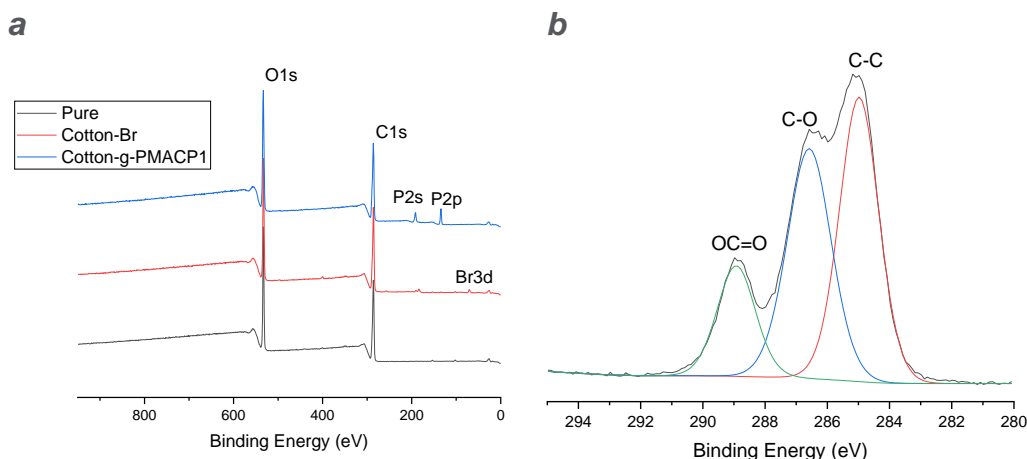 a
O1s
Pure
Cotton-Br
Cotton-g-PMACP1
C1s
P2s P2p
Br3d
800 600 400 200 0
Binding Energy (eV)
b
C-C
C-O
OC=O
294 292 290 288 286 284 282 280
Binding Energy (eV)